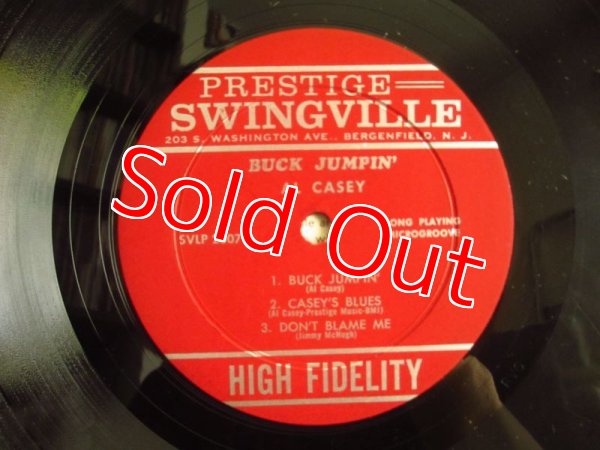 PRESTIGE
SWINGVILLE
203 S. WASHINGTON AVE., BERGENFIELD, N. J.
BUCK JUMPIN'
CASEY
Sold Out
SVLP
LONG PLAYING
MICROGROOVE
1. BUCK JUMPIN'
(Al Casey)
2. CASEY'S BLUES
(Al Casey-Prestige Music-BMI)
3. DON'T BLAME ME
(Jimmy McHugh)
HIGH FIDELITY